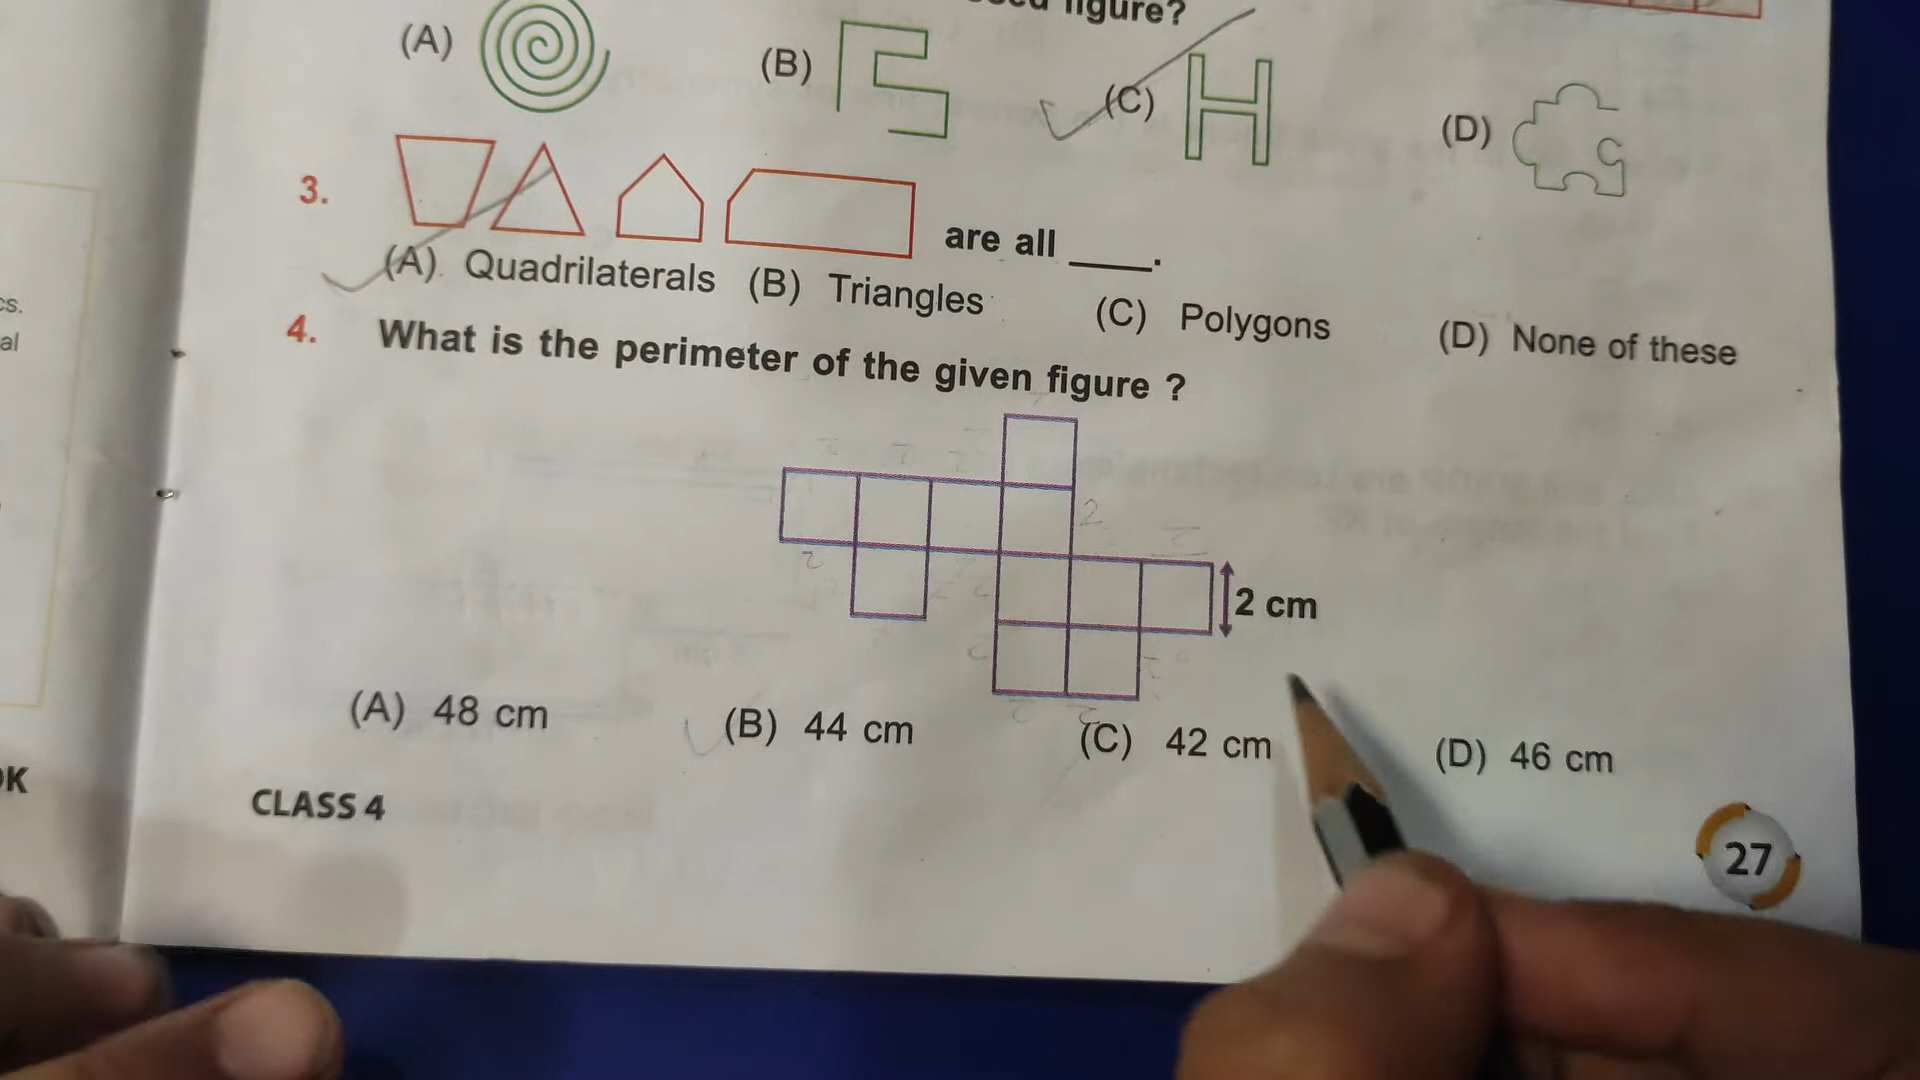 figure?
(A) (B) (C) (D)
3. are all ____.
(A) Quadrilaterals (B) Triangles (C) Polygons (D) None of these
4. What is the perimeter of the given figure ?
2
2 cm
(A) 48 cm (B) 44 cm (C) 42 cm (D) 46 cm
CLASS 4
27